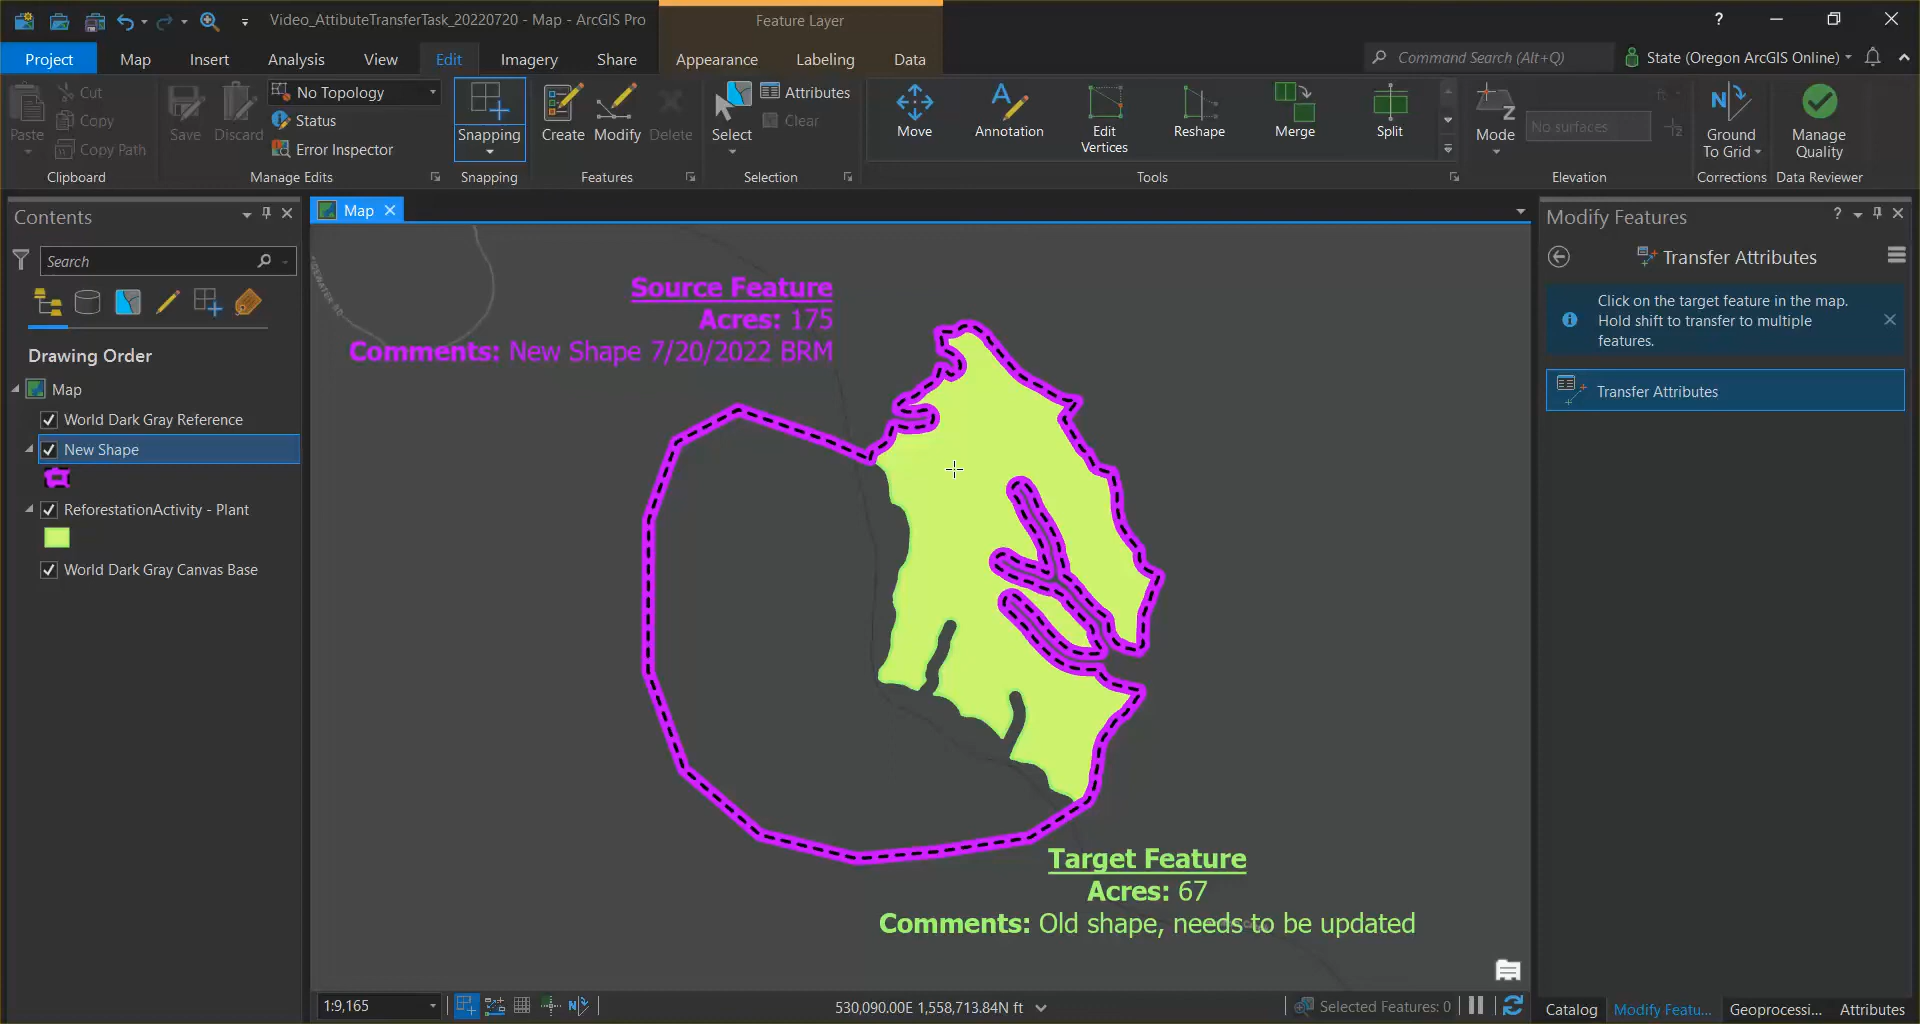 Video_AttibuteTransferTask_20220720 - Map - ArcGIS Pro
Feature Layer
Project
Map
Insert
Analysis
View
Edit
Imagery
Share
Appearance
Labeling
Data
Command Search (Alt+Q)
State (Oregon ArcGIS Online)
Paste
Cut
Copy
Copy Path
Clipboard
Save
Discard
No Topology
Status
Error Inspector
Manage Edits
Snapping
Snapping
Create
Modify
Delete
Features
Select
Attributes
Clear
Selection
Move
Annotation
Edit
Vertices
Reshape
Merge
Split
Tools
Mode
No surfaces
Elevation
Ground
To Grid
Corrections
Manage
Quality
Data Reviewer
Contents
Search
Drawing Order
Map
World Dark Gray Reference
New Shape
ReforestationActivity - Plant
World Dark Gray Canvas Base
Map
Source Feature
Acres: 175
Comments: New Shape 7/20/2022 BRM
Target Feature
Acres: 67
Comments: Old shape, needs to be updated
1:9,165
530,090.00E 1,558,713.84N ft
Selected Features: 0
Modify Features
Transfer Attributes
Click on the target feature in the map.
Hold shift to transfer to multiple
features.
Transfer Attributes
Catalog
Modify Featu...
Geoprocessi...
Attributes